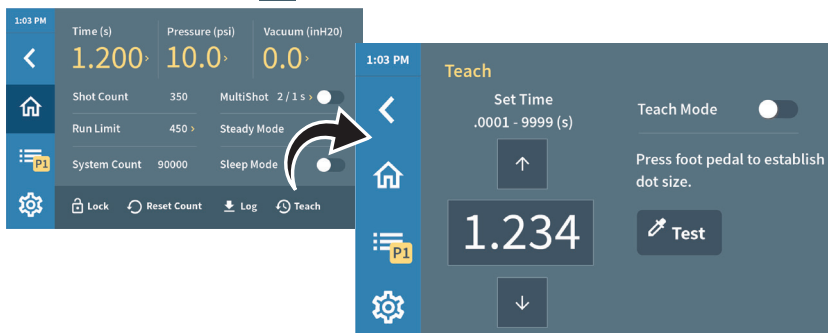 1:03 PM
Time (s) Pressure (psi) Vacuum (inH20)
1.200 › 10.0 › 0.0 ›
Shot Count 350 MultiShot 2 / 1 s ›
Run Limit 450 › Steady Mode
System Count 90000 Sleep Mode
P1
Lock Reset Count Log Teach
1:03 PM
Teach
Set Time
.0001 - 9999 (s)
↑
1.234
↓
Teach Mode
Press foot pedal to establish
dot size.
Test
P1